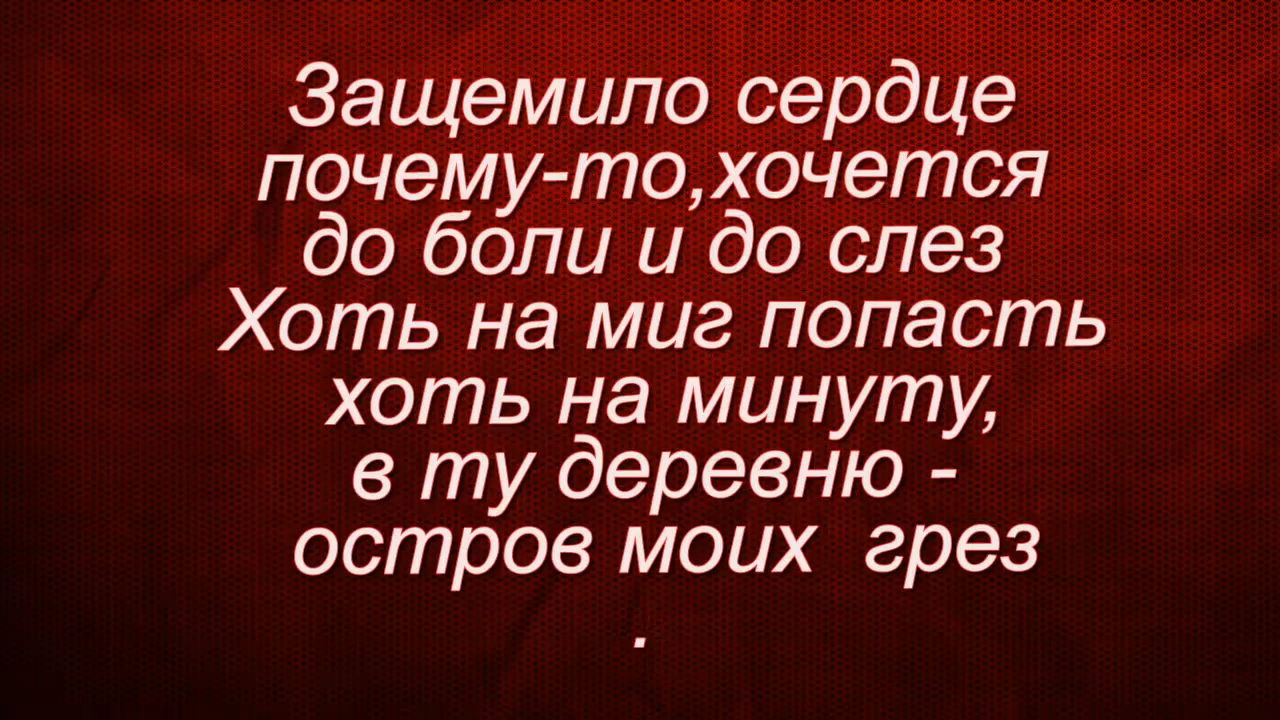 Защемило сердце
почему-то,хочется
до боли и до слез
Хоть на миг попасть
хоть на минуту,
в ту деревню -
остров моих  грез
.